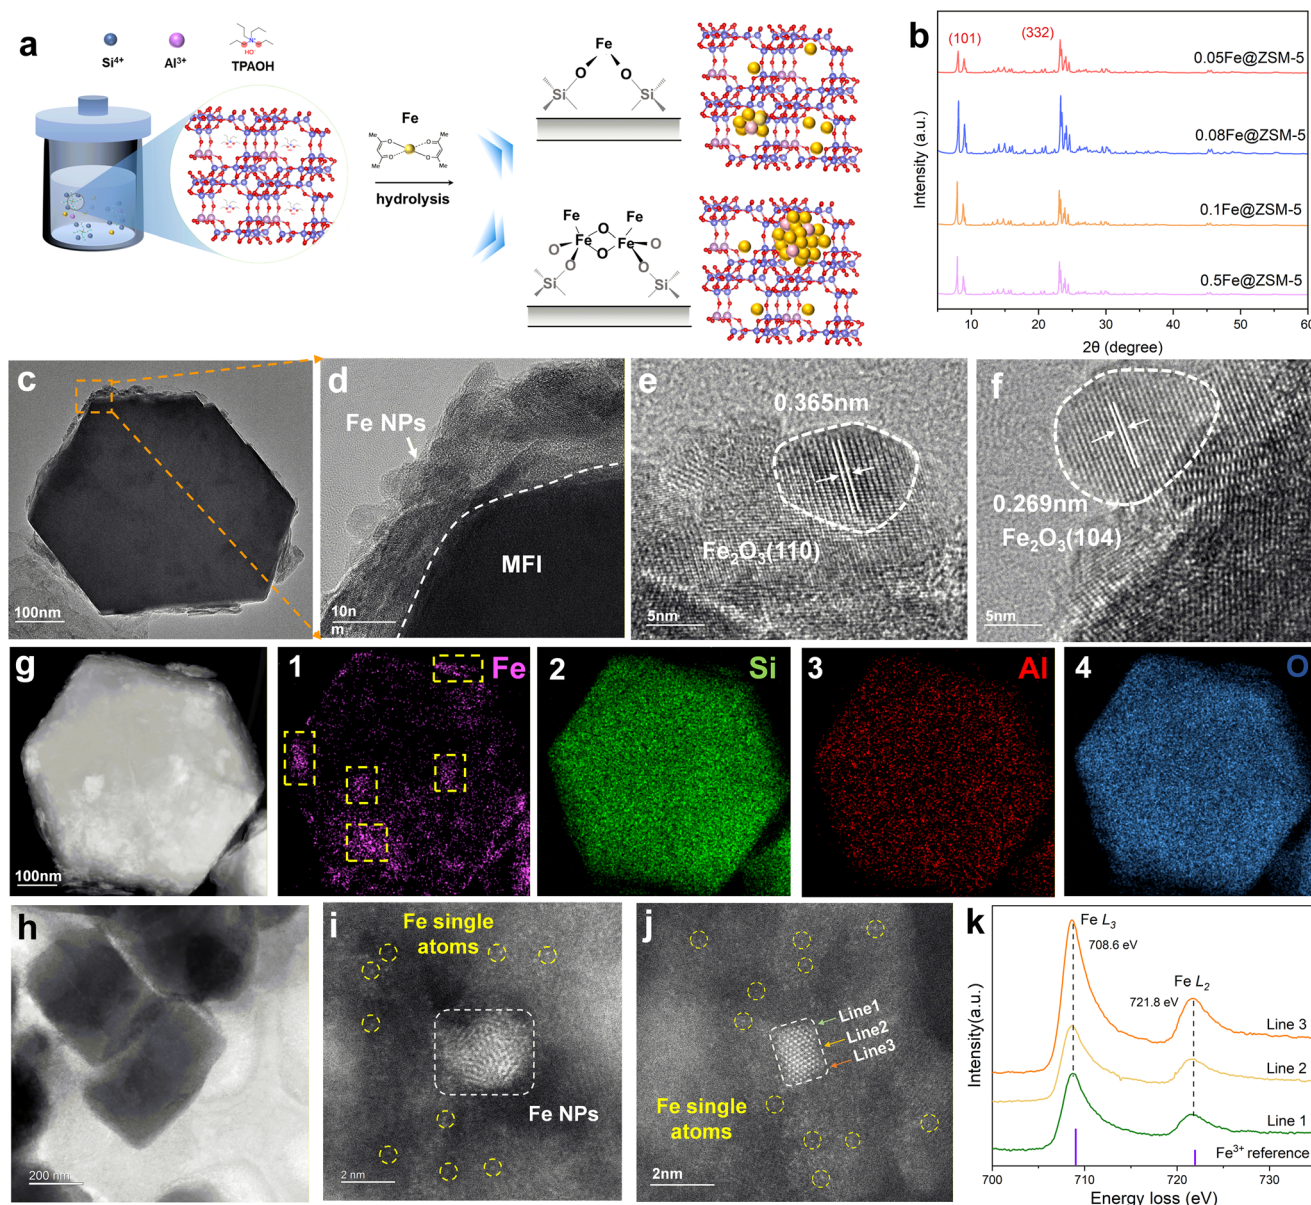 a
Si4+
Al3+
N+
HO-
TPAOH
Fe
Me
Me
O
O
O
O
Me
Me
hydrolysis
Fe
O
O
Si
Si
Fe
Fe
O
O
Fe
Fe
O
O
O
O
Si
Si
b
(101)
(332)
0.05Fe@ZSM-5
0.08Fe@ZSM-5
0.1Fe@ZSM-5
0.5Fe@ZSM-5
Intensity (a.u.)
10
20
30
40
50
60
2θ (degree)
c
100nm
d
Fe NPs
MFI
10n
m
e
0.365nm
Fe2O3(110)
5nm
f
0.269nm
Fe2O3(104)
5nm
g
100nm
1
Fe
2
Si
3
Al
4
O
h
200 nm
i
Fe single
atoms
Fe NPs
2 nm
j
Line1
Line2
Line3
Fe single
atoms
2nm
k
Fe L3
708.6 eV
Fe L2
721.8 eV
Line 3
Line 2
Line 1
Fe3+ reference
Intensity(a.u.)
700
710
720
730
Energy loss (eV)